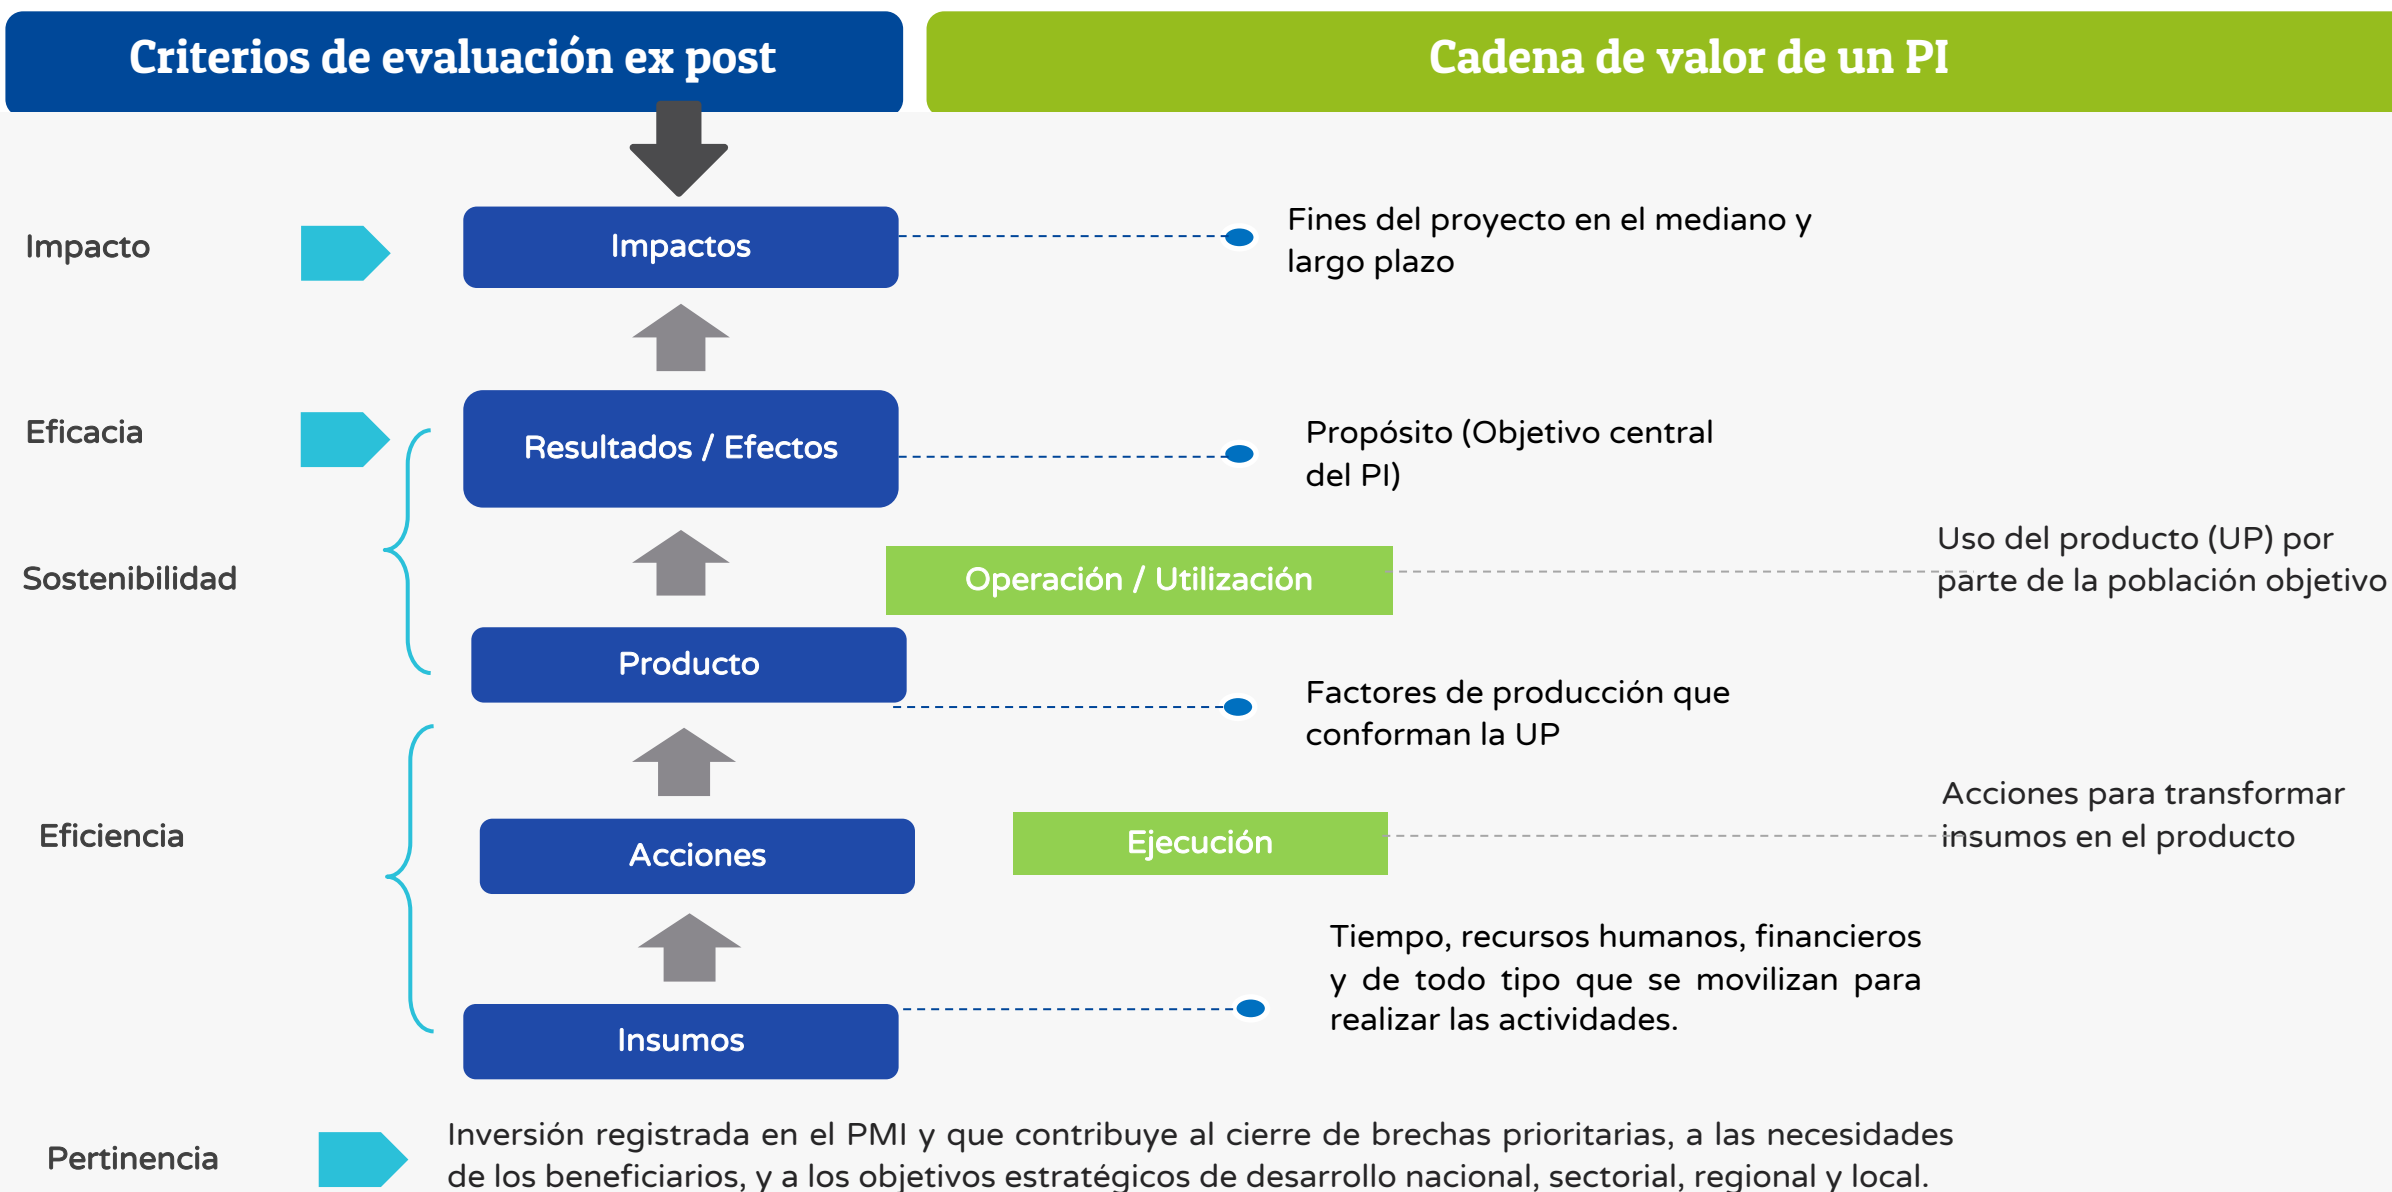 Criterios de evaluación ex post
Cadena de valor de un PI
Impacto
Impactos
Fines del proyecto en el mediano y
largo plazo
Eficacia
Resultados / Efectos
Propósito (Objetivo central
del PI)
Sostenibilidad
Operación / Utilización
Uso del producto (UP) por
parte de la población objetivo
Producto
Factores de producción que
conforman la UP
Eficiencia
Acciones
Ejecución
Acciones para transformar
insumos en el producto
Insumos
Tiempo, recursos humanos, financieros
y de todo tipo que se movilizan para
realizar las actividades.
Pertinencia
Inversión registrada en el PMI y que contribuye al cierre de brechas prioritarias, a las necesidades
de los beneficiarios, y a los objetivos estratégicos de desarrollo nacional, sectorial, regional y local.